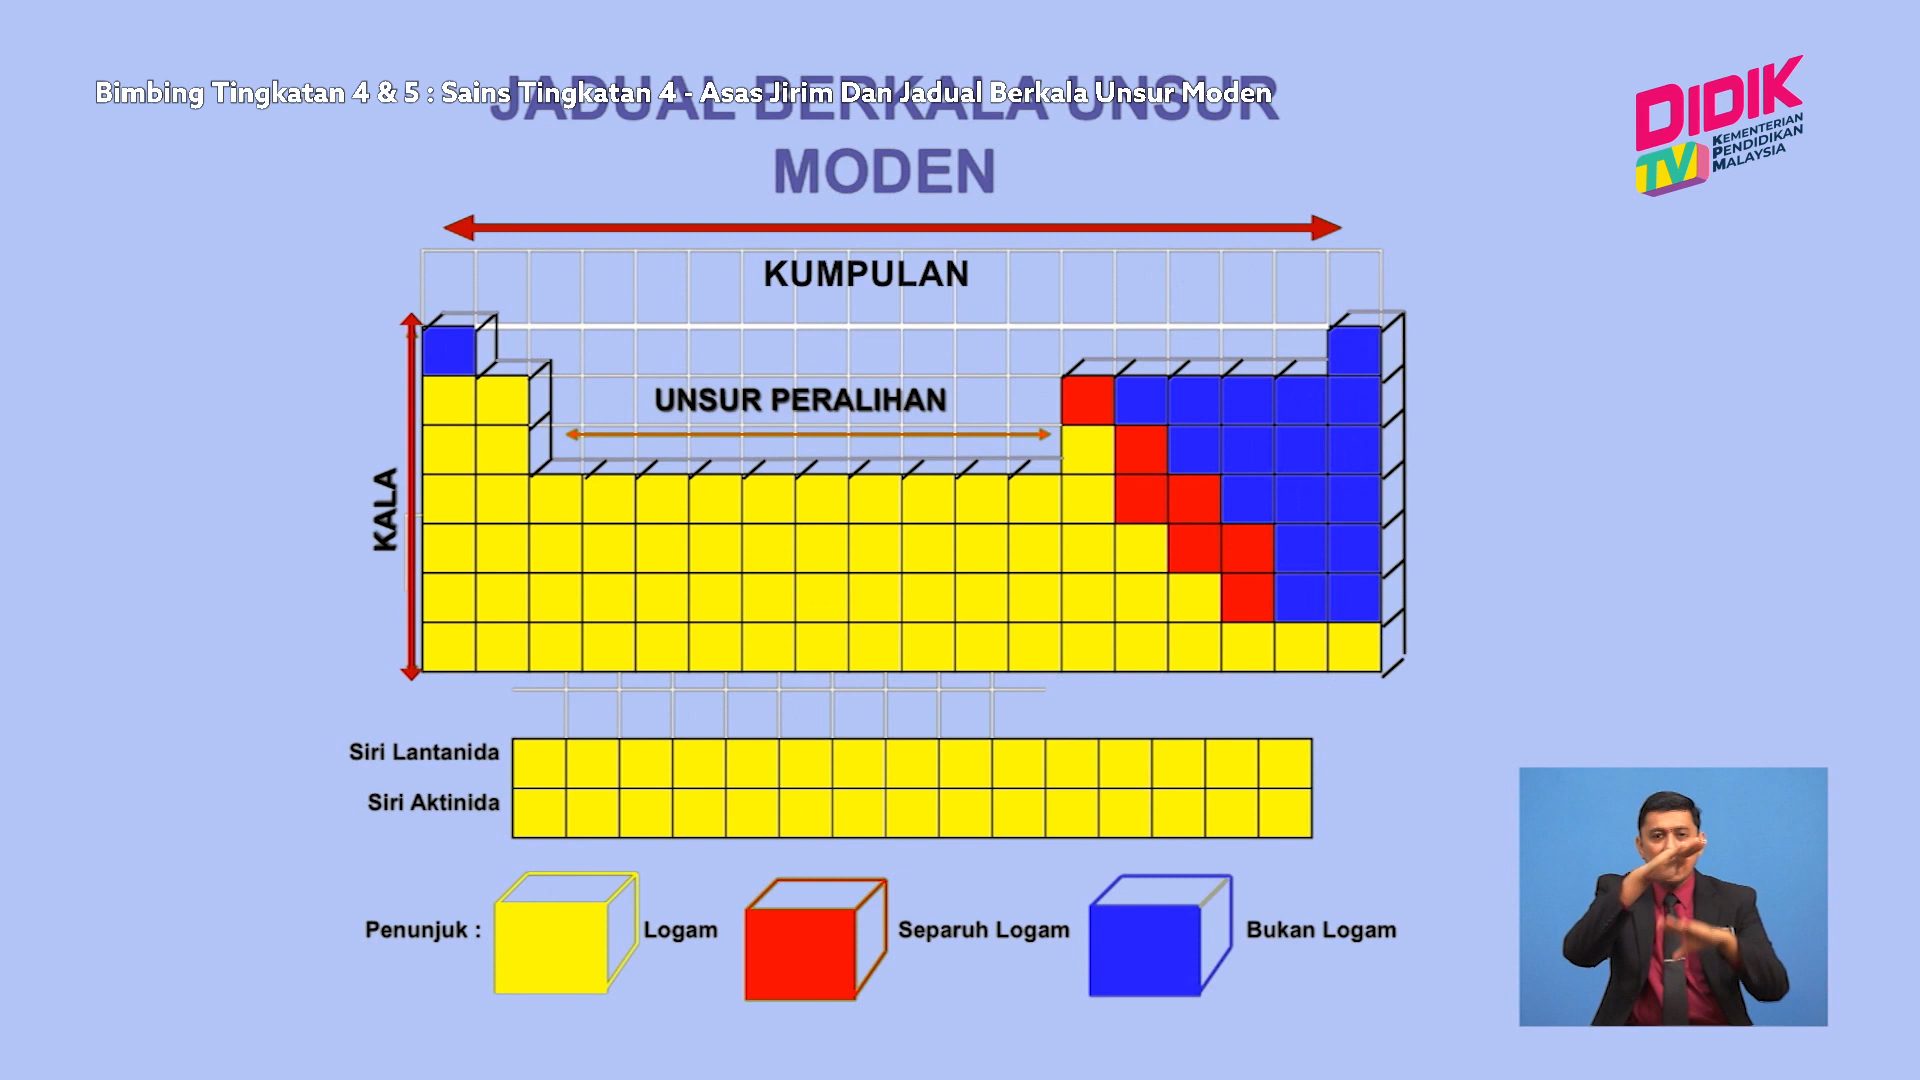 Bimbing Tingkatan 4 & 5 : Sains Tingkatan 4 - Asas Jirim Dan Jadual Berkala Unsur Moden
JADUAL BERKALA UNSUR
MODEN
DIDIK
TV
KEMENTERIAN
PENDIDIKAN
MALAYSIA
KUMPULAN
UNSUR PERALIHAN
KALA
Siri Lantanida
Siri Aktinida
Penunjuk :
Logam
Separuh Logam
Bukan Logam